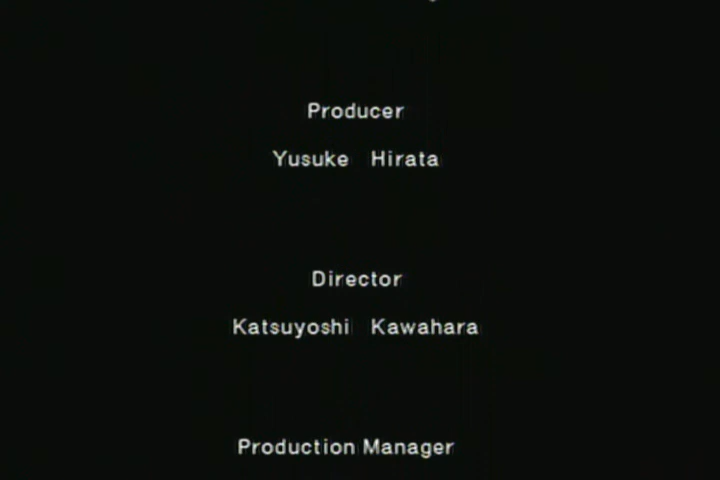 Producer
Yusuke Hirata
Director
Katsuyoshi Kawahara
Production Manager